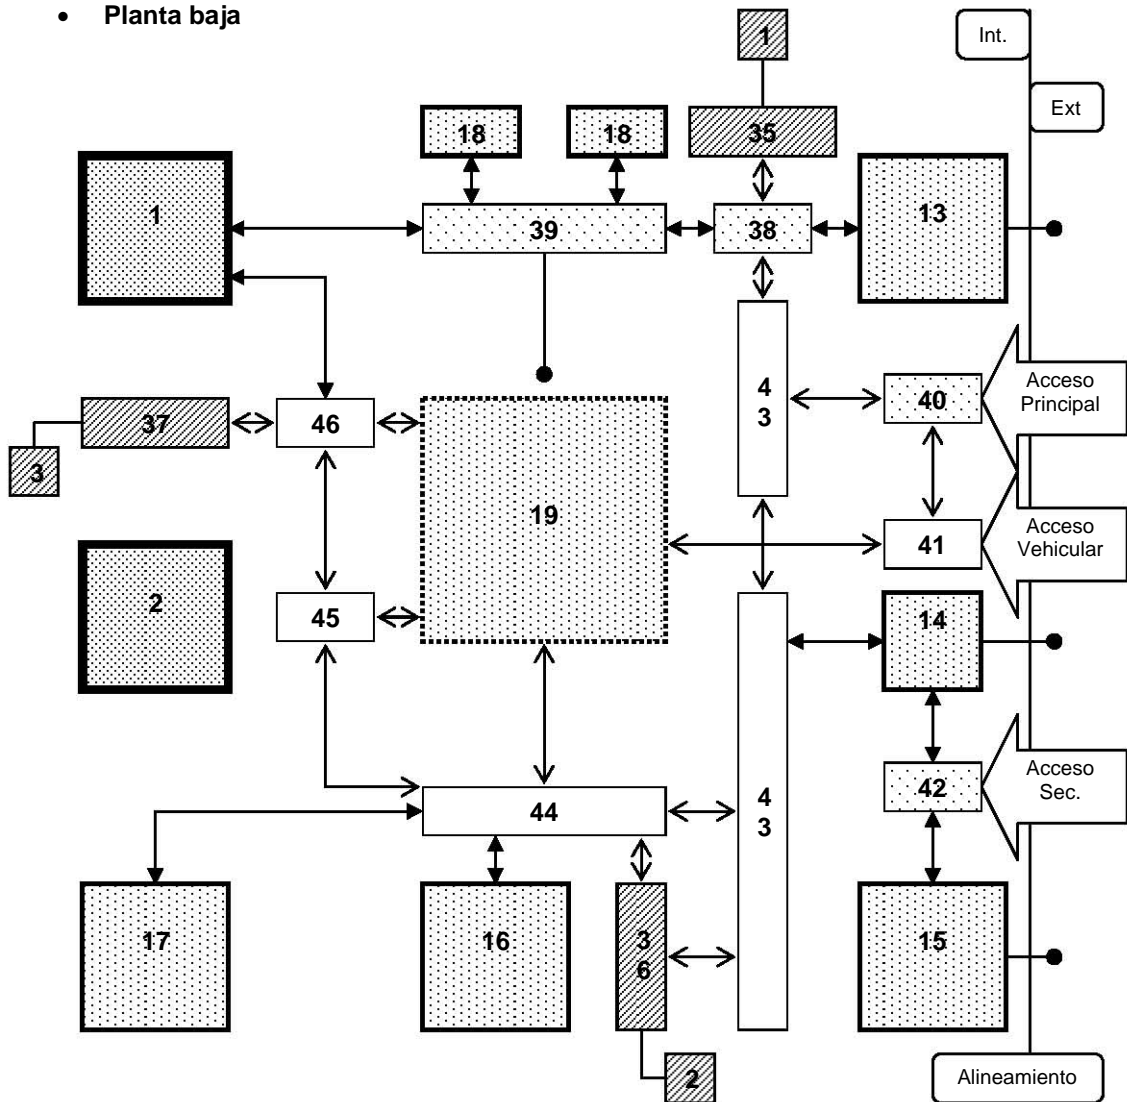 • Planta baja
1
Int.
Ext
18
18
35
1
13
39
38
4
3
Acceso
Principal
40
37
46
3
19
Acceso
Vehicular
41
2
45
14
Acceso
Sec.
42
4
3
44
17
16
3
6
15
2
Alineamiento